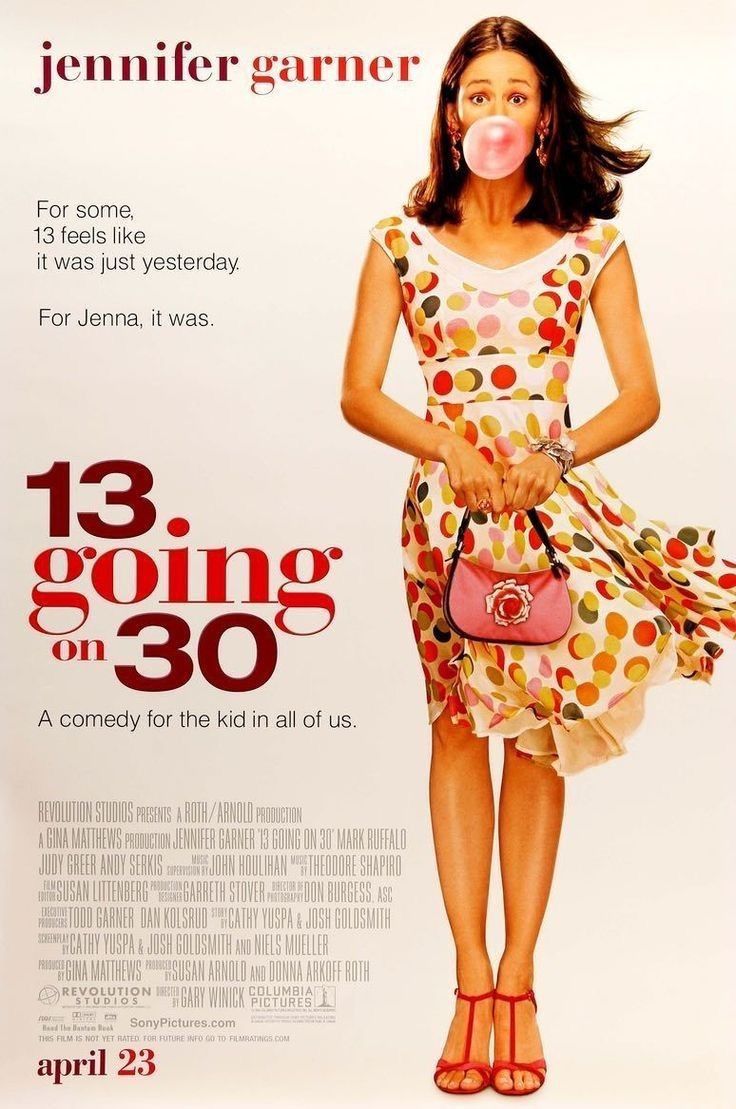 jennifer garner
For some,
13 feels like
it was just yesterday.
For Jenna, it was.
13
going
on 30
A comedy for the kid in all of us.
REVOLUTION STUDIOS PRESENTS A ROTH/ARNOLD PRODUCTION
A GINA MATTHEWS PRODUCTION JENNIFER GARNER '13 GOING ON 30' MARK RUFFALO
JUDY GREER ANDY SERKIS MUSIC SUPERVISION BY JOHN HOULIHAN MUSIC BY THEODORE SHAPIRO
FILM EDITOR SUSAN LITTENBERG PRODUCTION DESIGNER GARRETH STOVER DIRECTOR OF PHOTOGRAPHY DON BURGESS, ASC
EXECUTIVE PRODUCERS TODD GARNER DAN KOLSRUD STORY BY CATHY YUSPA & JOSH GOLDSMITH
SCREENPLAY BY CATHY YUSPA & JOSH GOLDSMITH AND NIELS MUELLER
PRODUCED BY GINA MATTHEWS PRODUCED BY SUSAN ARNOLD AND DONNA ARKOFF ROTH
REVOLUTION STUDIOS DIRECTED BY GARY WINICK COLUMBIA PICTURES
Read the Bantam Book SonyPictures.com
THIS FILM IS NOT YET RATED. FOR FUTURE INFO GO TO FILMRATINGS.COM
april 23